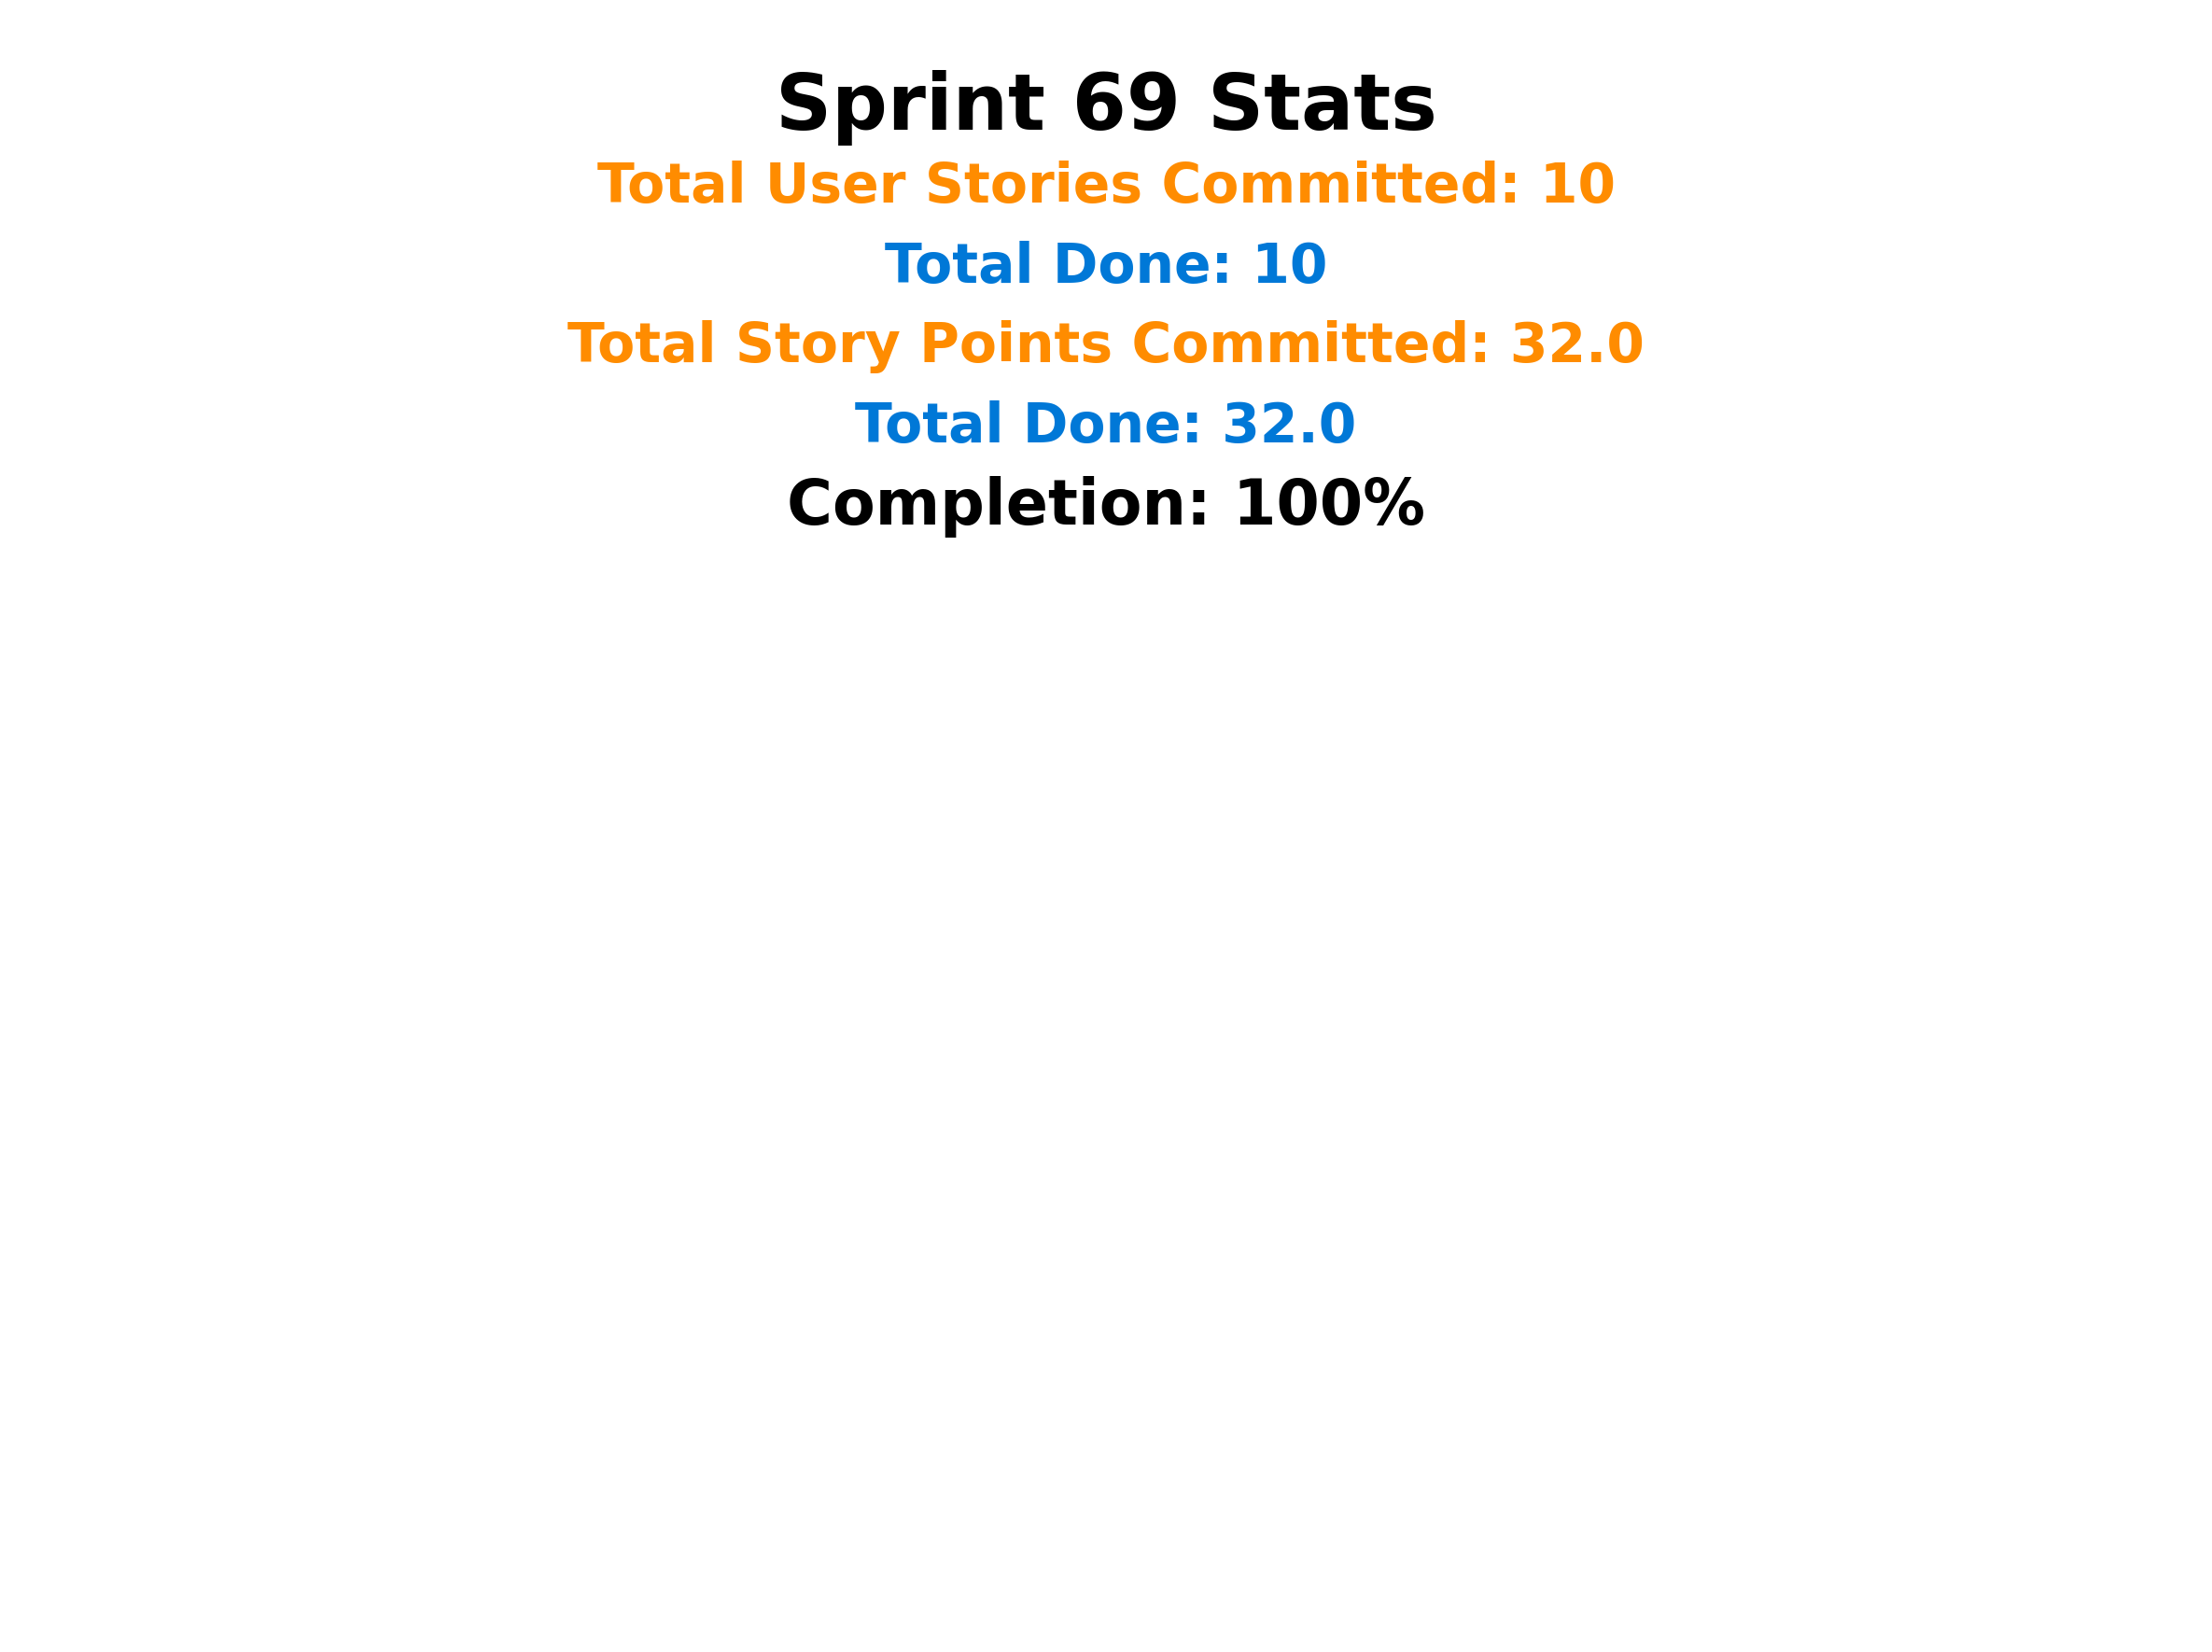 Sprint 69 Stats
Total User Stories Committed: 10
Total Done: 10
Total Story Points Committed: 32.0
Total Done: 32.0
Completion: 100%